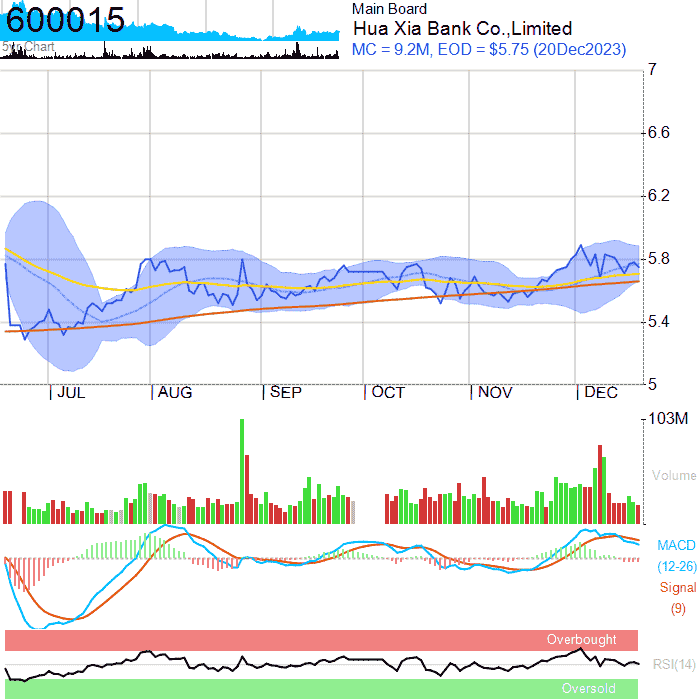 600015
5yr Chart
Main Board
Hua Xia Bank Co.,Limited
MC = 9.2M, EOD = $5.75 (20Dec2023)
7
6.6
6.2
5.8
5.4
5
JUL AUG SEP OCT NOV DEC
103M
Volume
MACD
(12-26)
Signal
(9)
Overbought
RSI(14)
Oversold